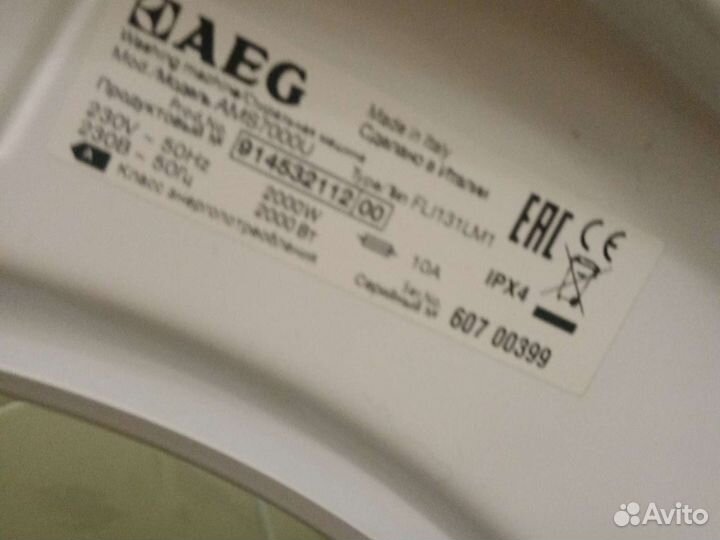 AEG
Washing machine/Стиральная машина
Made in Italy
Mod./Модель AMS7000U
Сделано в Италии
Prod.No.
Продуктовый №
914532112 00
Type/Тип FLI131LM1
230V ~ 50Hz
2000W
230В ~ 50Гц
2000 Вт
10A
IPX4
EAC CE
A
Класс энергопотребления
Ser.No.
Серийный №
607 00399
Avito